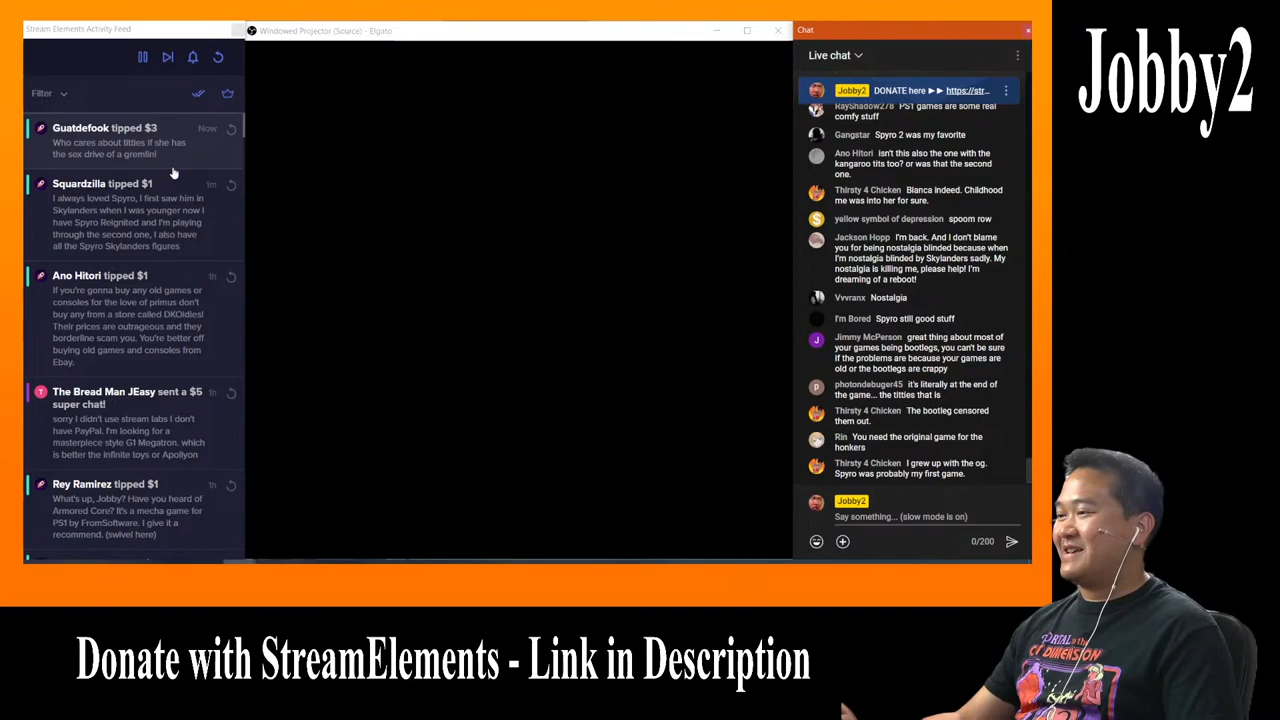 Stream Elements Activity Feed
Filter
Guatdefook tipped $3
Now
Who cares about titties if she has
the sex drive of a gremlin!
Squardzilla tipped $1
1m
I always loved Spyro, I first saw him in
Skylanders when I was younger now I
have Spyro Reignited and I'm playing
through the second one, I also have
all the Spyro Skylanders figures
Ano Hitori tipped $1
1h
If you're gonna buy any old games or
consoles for the love of primus don't
buy any from a store called DKOldies!
Their prices are outrageous and they
borderline scam you. You're better off
buying old games and consoles from
Ebay.
T
The Bread Man JEasy sent a $5
super chat!
1h
sorry I didn't use stream labs I don't
have PayPal. I'm looking for a
masterpiece style G1 Megatron. which
is better the infinite toys or Apollyon
Rey Ramirez tipped $1
1h
What's up, Jobby? Have you heard of
Armored Core? It's a mecha game for
PS1 by FromSoftware. I give it a
recommend. (swivel here)
Windowed Projector (Source) - Elgato
Chat
Live chat
Jobby2 DONATE here ►► https://str...
RayShadow278 PS1 games are some real
comfy stuff
Gangstar Spyro 2 was my favorite
Ano Hitori isn't this also the one with the
kangaroo tits too? or was that the second
one.
Thirsty 4 Chicken Bianca indeed. Childhood
me was into her for sure.
yellow symbol of depression spoom row
Jackson Hopp I'm back. And I don't blame
you for being nostalgia blinded because when
I'm nostalgia blinded by Skylanders sadly. My
nostalgia is killing me, please help! I'm
dreaming of a reboot!
Vvvranx Nostalgia
I'm Bored Spyro still good stuff
J
Jimmy McPerson great thing about most of
your games being bootlegs, you can't be sure
if the problems are because your games are
old or the bootlegs are crappy
P
photondebuger45 it's literally at the end of
the game... the titties that is
Thirsty 4 Chicken The bootleg censored
them out.
Rin You need the original game for the
honkers
Thirsty 4 Chicken I grew up with the og.
Spyro was probably my first game.
Jobby2
Say something... (slow mode is on)
0/200
Jobby2
Donate with StreamElements - Link in Description
DIMENSION